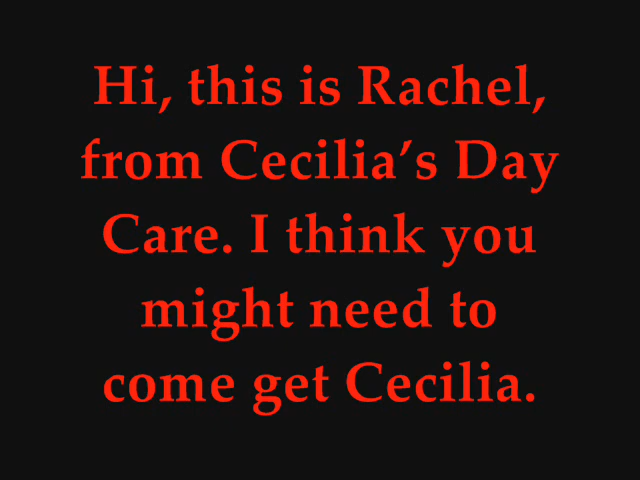 Hi, this is Rachel,
from Cecilia’s Day
Care. I think you
might need to
come get Cecilia.